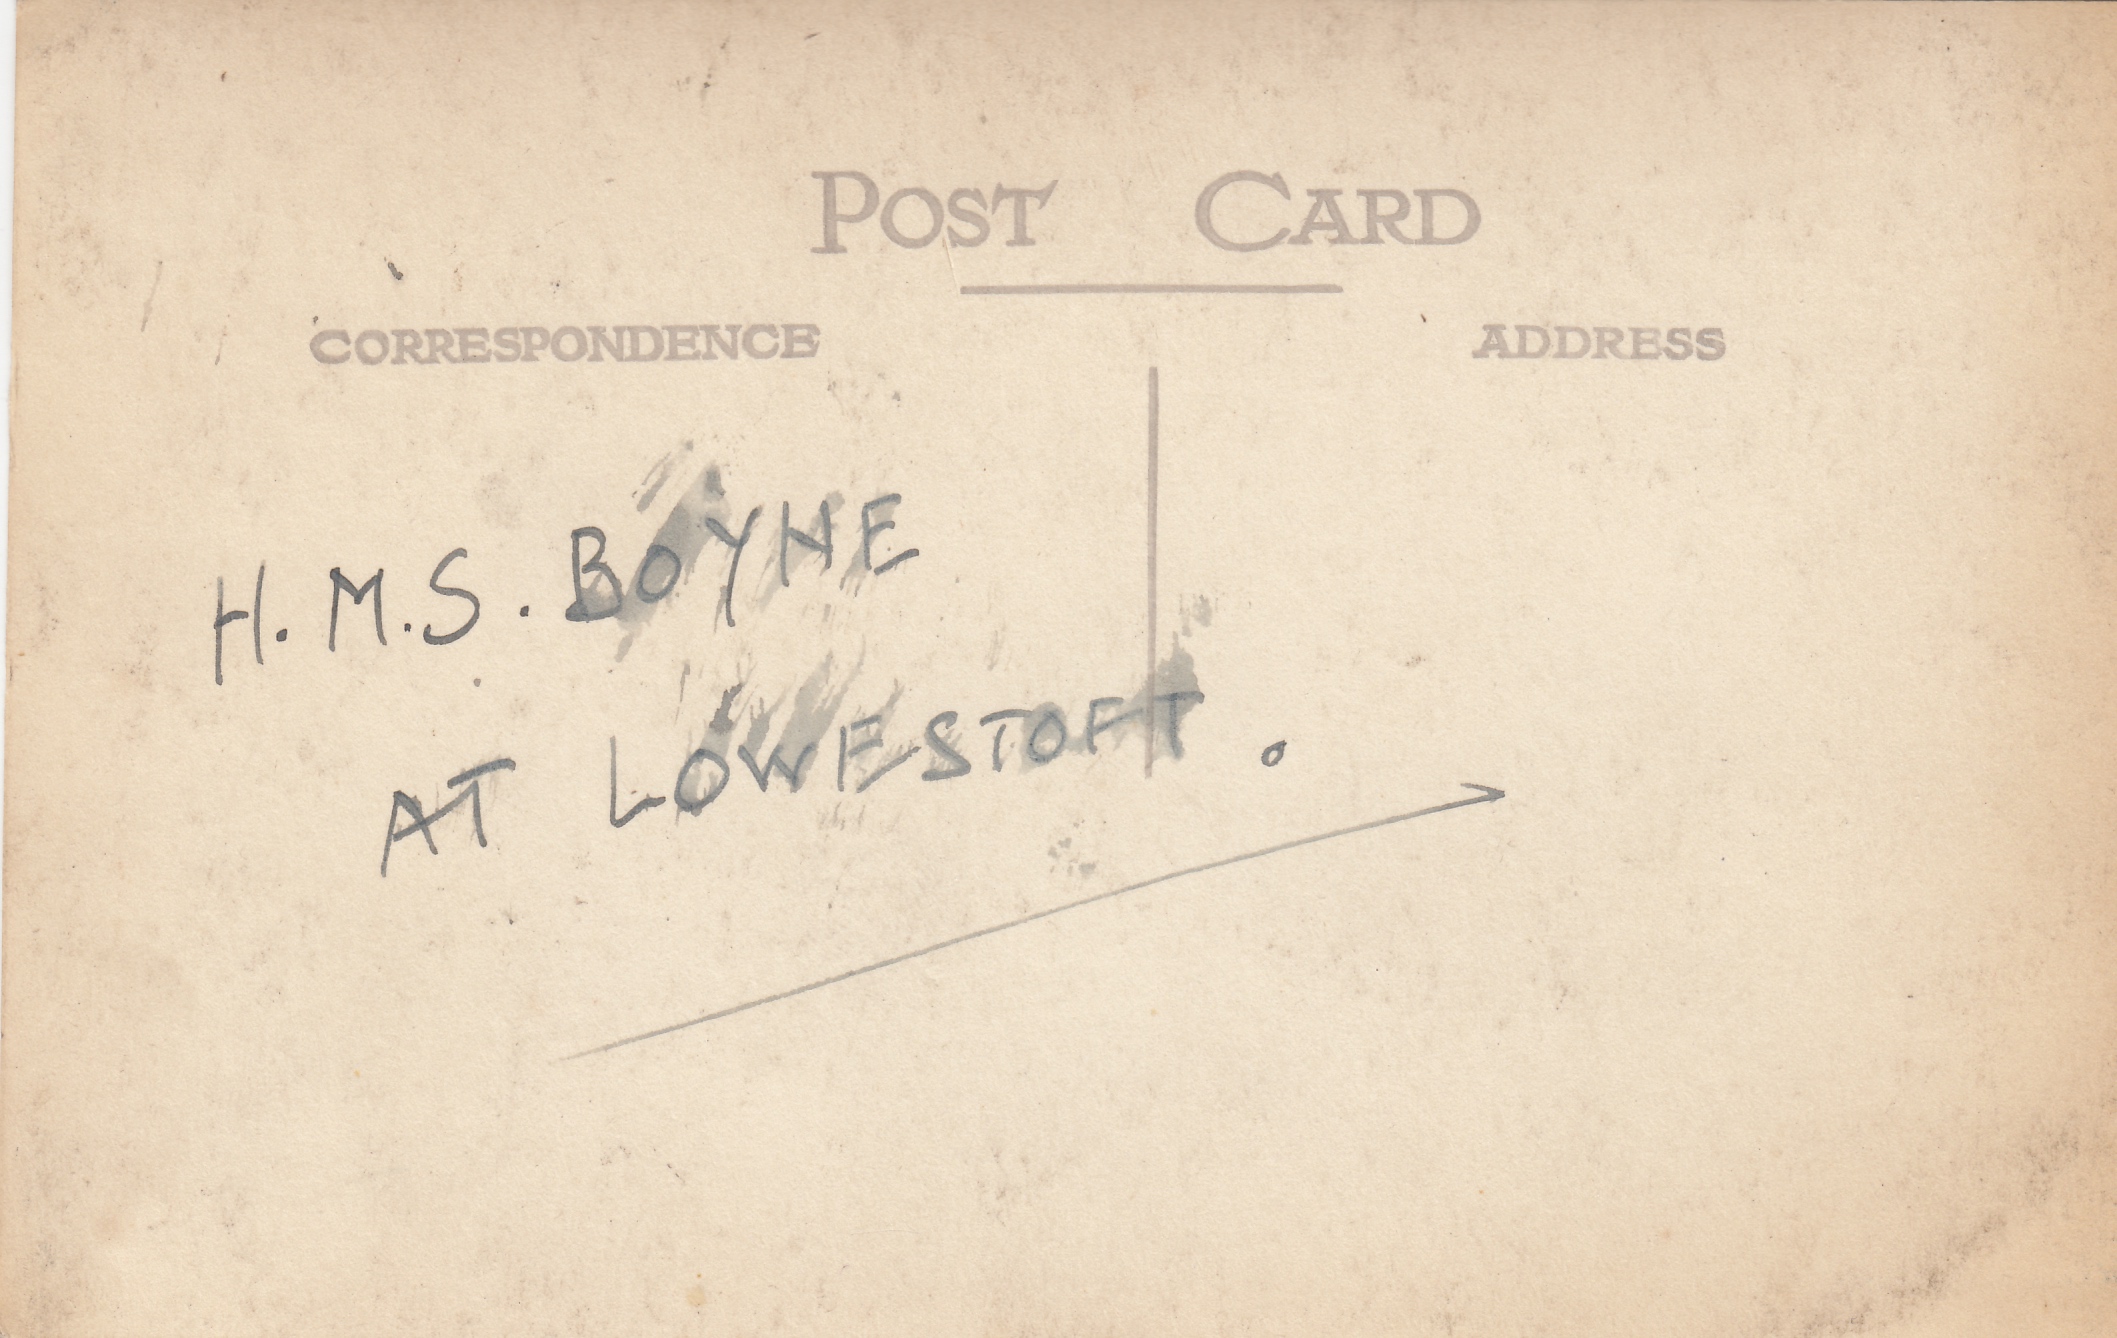 POST CARD
CORRESPONDENCE
ADDRESS
H.M.S. BOYNE
AT LOWESTOFT.